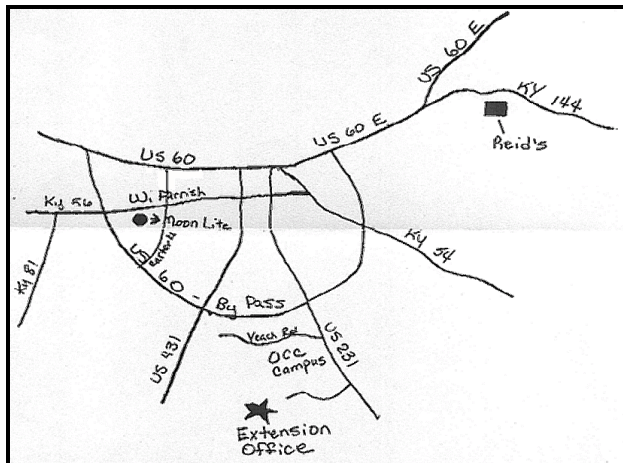 US 60 E
KY 144
Reid's
US 60 E
US 60
Wi Parrish
Ky 56
Moon Lite
Ky 54
Ky 81
US 60 - By Pass
Veach Rd
US 431
US 231
OCC
Campus
Extension
Office